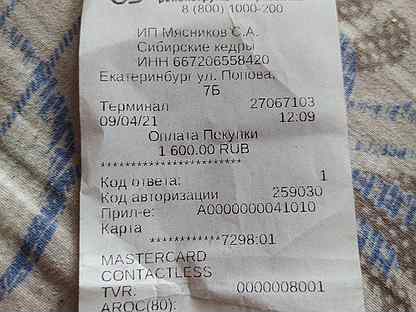 8 (800) 1000-200
ИП Мясников С.А.
Сибирские кедры
ИНН 667206558420
Екатеринбург ул. Попова,
7Б
Терминал 27067103
09/04/21 12:09
Оплата Покупки
1 600.00 RUB
************************
Код ответа: 1
Код авторизации 259030
Прил-е: A0000000041010
Карта
************7298:01
MASTERCARD
CONTACTLESS
TVR: 0000008001
ARQC(80):